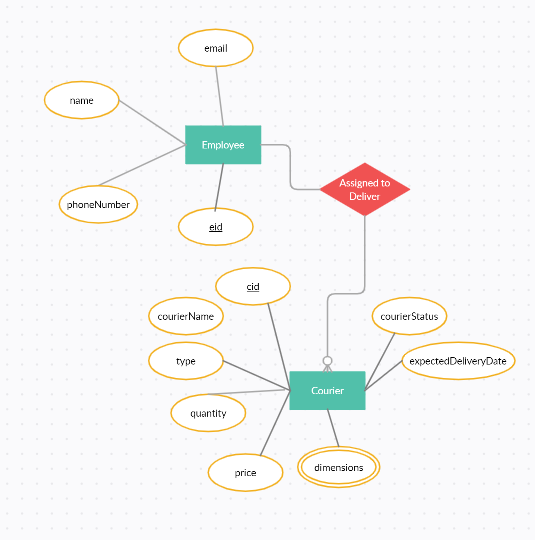 email
name
Employee
Assigned to
Deliver
phoneNumber
eid
cid
courierName
courierStatus
type
expectedDeliveryDate
Courier
quantity
price
dimensions